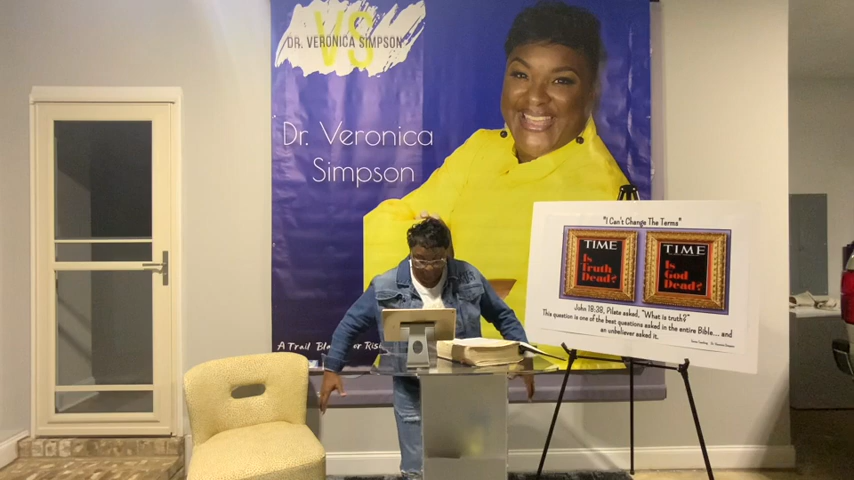 VS
DR. VERONICA SIMPSON
Dr. Veronica
Simpson
A Trail
"I Can't Change The Terms"
TIME
Is
Truth
Dead?
TIME
Is
God
Dead?
John 18:38, Pilate asked, "What is truth?"
This question is one of the best questions asked in the entire Bible... and
an unbeliever asked it.